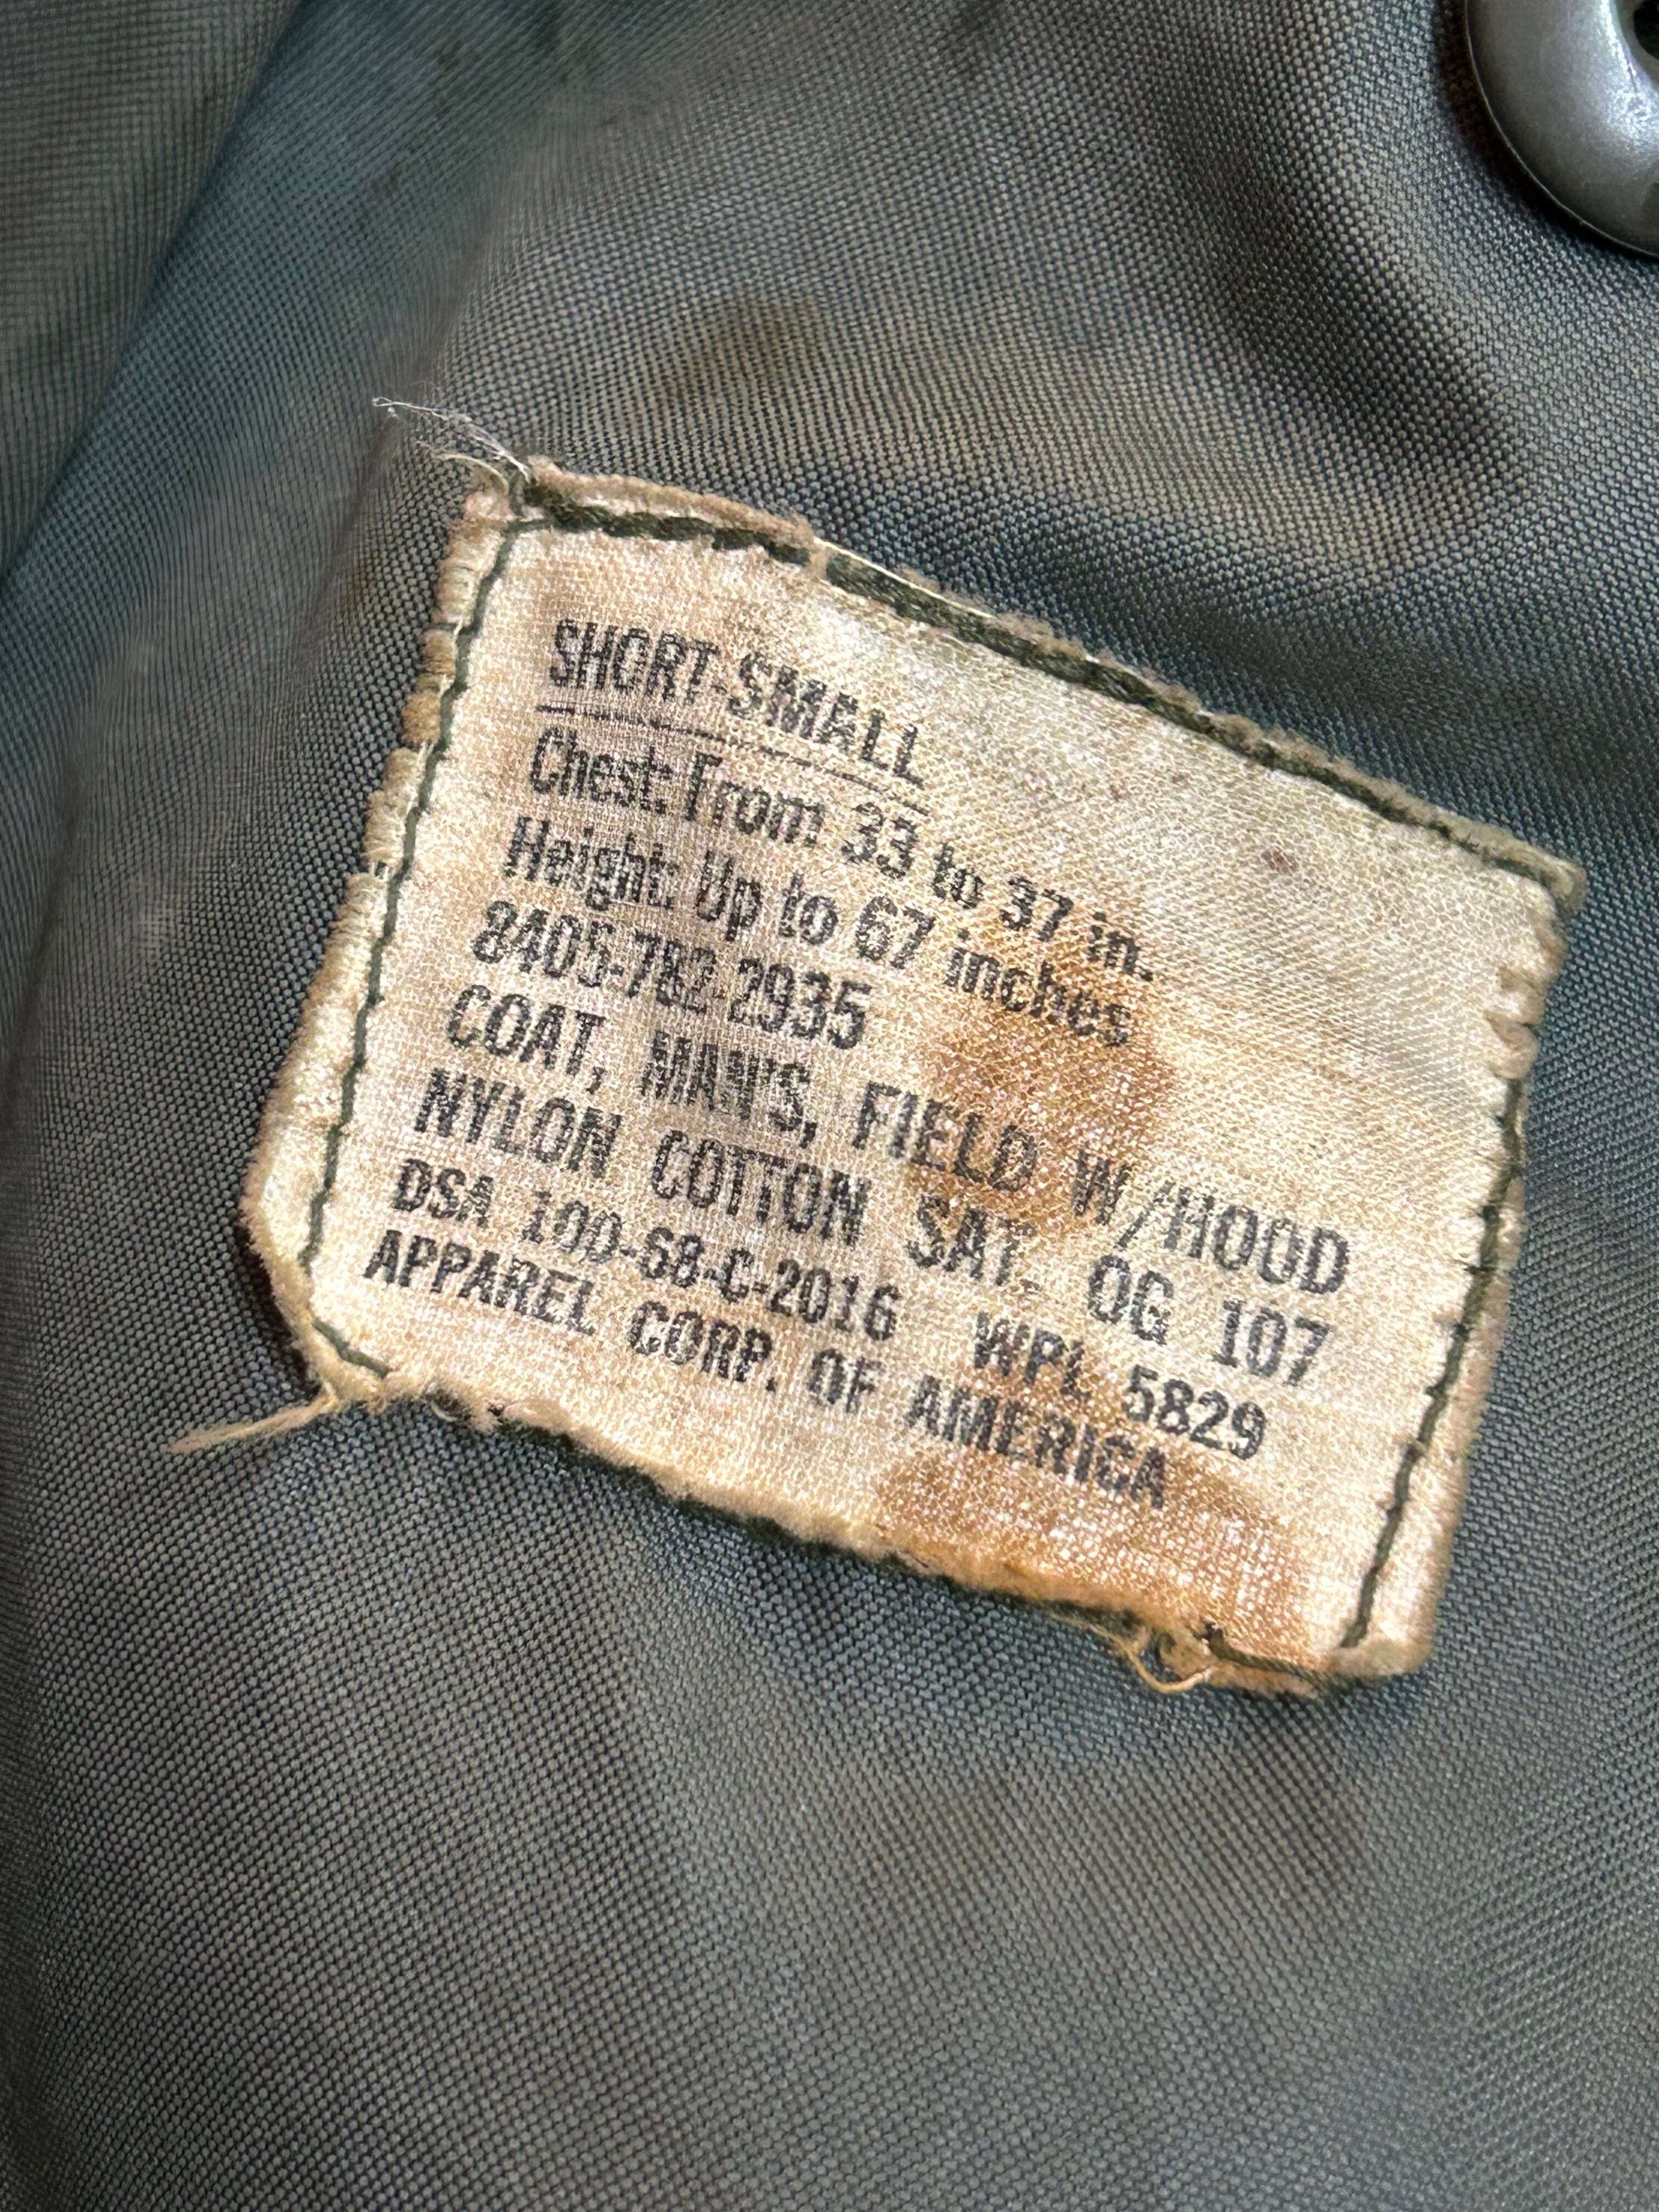 SHORT-SMALL
Chest: From 33 to 37 in.
Height: Up to 67 inches
8405-782-2935
COAT, MAN'S, FIELD W/HOOD
NYLON COTTON SAT. OG 107
DSA 100-68-C-2016 WPL 5829
APPAREL CORP. OF AMERICA